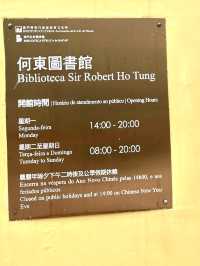 何東圖書館
Biblioteca Sir Robert Ho Tung
開館時間 | Horário de atendimento ao público | Opening Hours
星期一
Segunda-feira
Monday
14:00 - 20:00
星期二至星期日
Terça-feira a Domingo
Tuesday to Sunday
08:00 - 20:00
農曆年除夕下午二時後及公眾假期休館
Encerra na véspera do Ano Novo Chinês pelas 14h00, e aos
feriados públicos
Closed on public holidays and at 14:00 on Chinese New Year
Eve